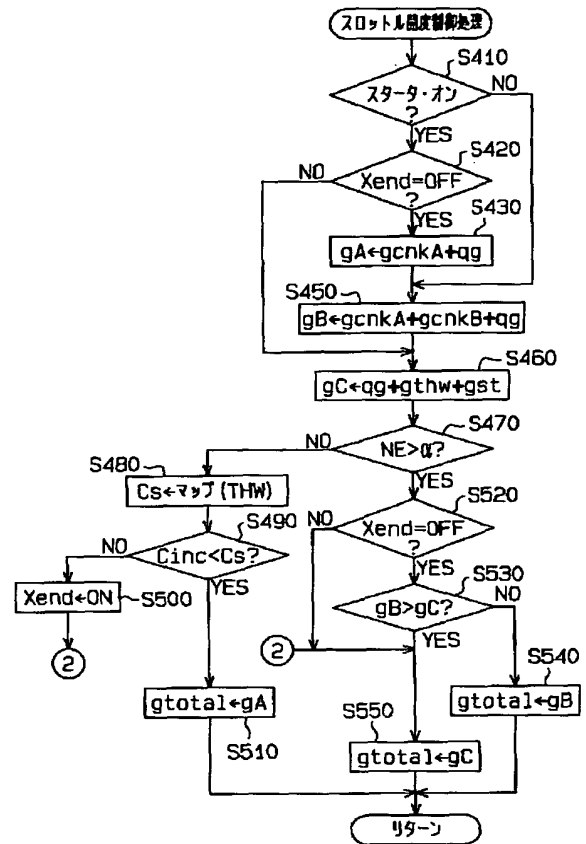 スロットル開度制御処理
S410
スタータ・オン
?
NO
YES
S420
NO
Xend=OFF
?
YES
S430
gA←gcnkA+qg
S450
gB←gcnkA+gcnkB+qg
S460
gC←qg+gthw+gst
S470
NO
NE>α?
S480
YES
Cs←マップ(THW)
S520
NO
Xend=OFF
?
S490
NO
Cinc<Cs?
YES
S530
S500
Xend←ON
YES
gB>gC?
NO
②
②
YES
S540
gtotal←gA
gtotal←gB
S510
S550
gtotal←gC
リターン